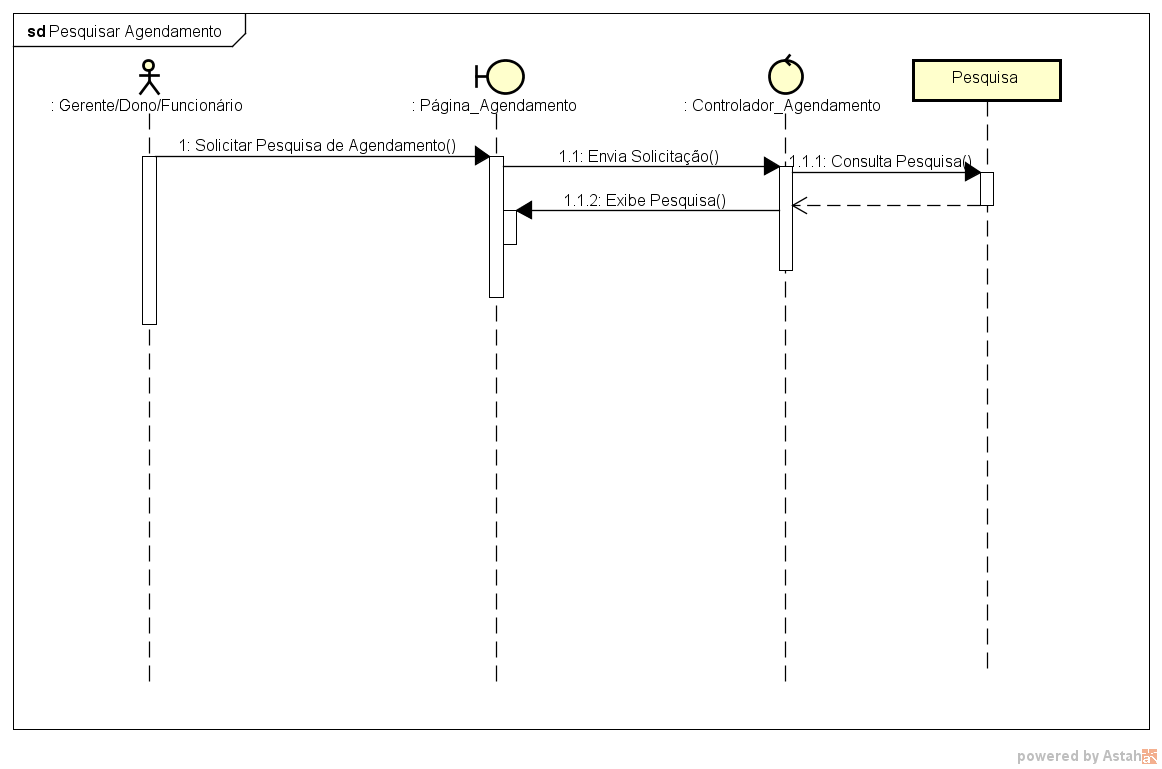 sd Pesquisar Agendamento
: Gerente/Dono/Funcionário
: Página_Agendamento
: Controlador_Agendamento
Pesquisa
1: Solicitar Pesquisa de Agendamento()
1.1: Envia Solicitação()
1.1.1: Consulta Pesquisa()
1.1.2: Exibe Pesquisa()
powered by Astah